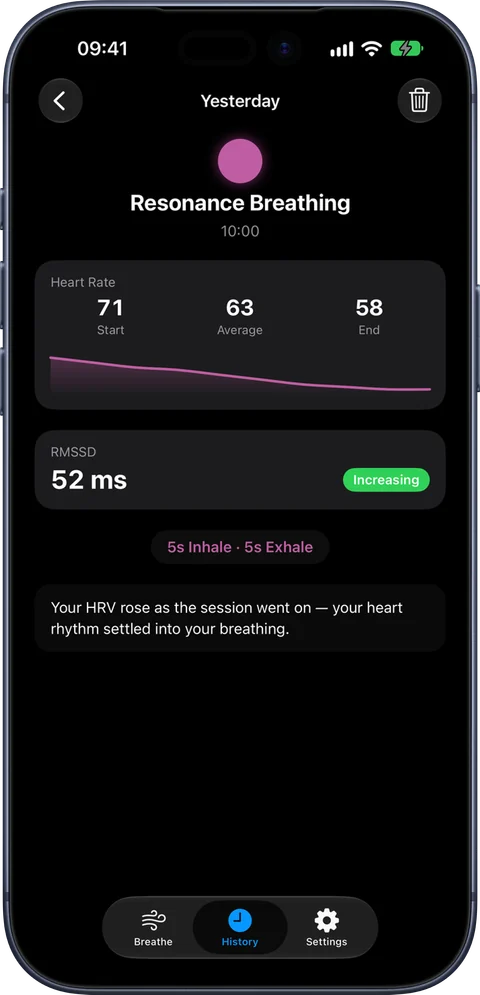 09:41
Yesterday
Resonance Breathing
10:00
Heart Rate
71 63 58
Start Average End
RMSSD
52 ms
Increasing
5s Inhale · 5s Exhale
Your HRV rose as the session went on — your heart
rhythm settled into your breathing.
Breathe History Settings